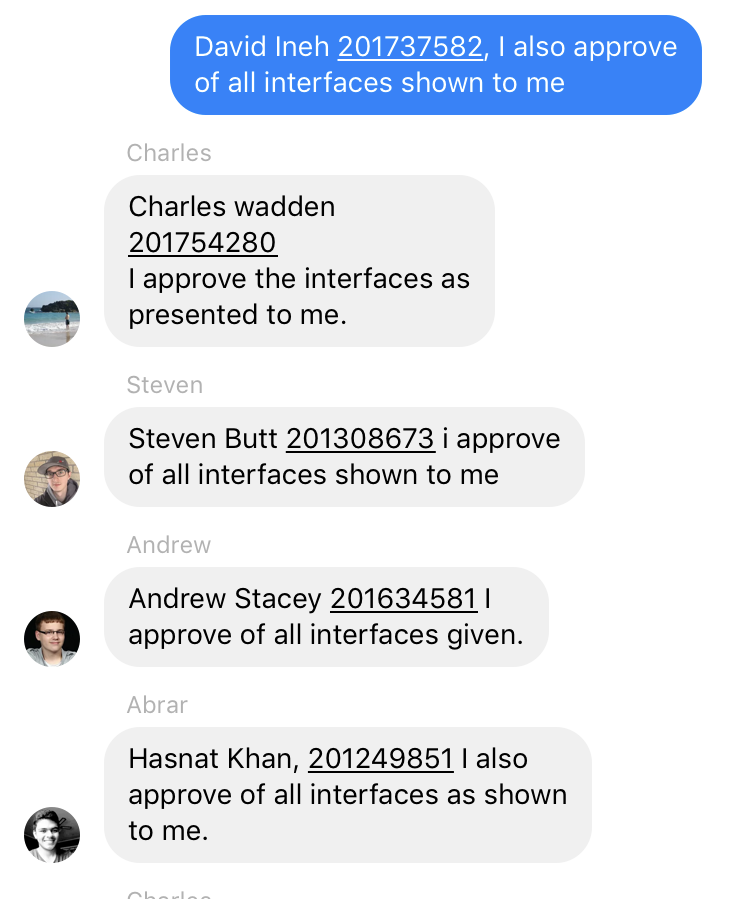 David Ineh 201737582, I also approve
of all interfaces shown to me
Charles
Charles wadden
201754280
I approve the interfaces as
presented to me.
Steven
Steven Butt 201308673 i approve
of all interfaces shown to me
Andrew
Andrew Stacey 201634581 I
approve of all interfaces given.
Abrar
Hasnat Khan, 201249851 I also
approve of all interfaces as shown
to me.
Charles